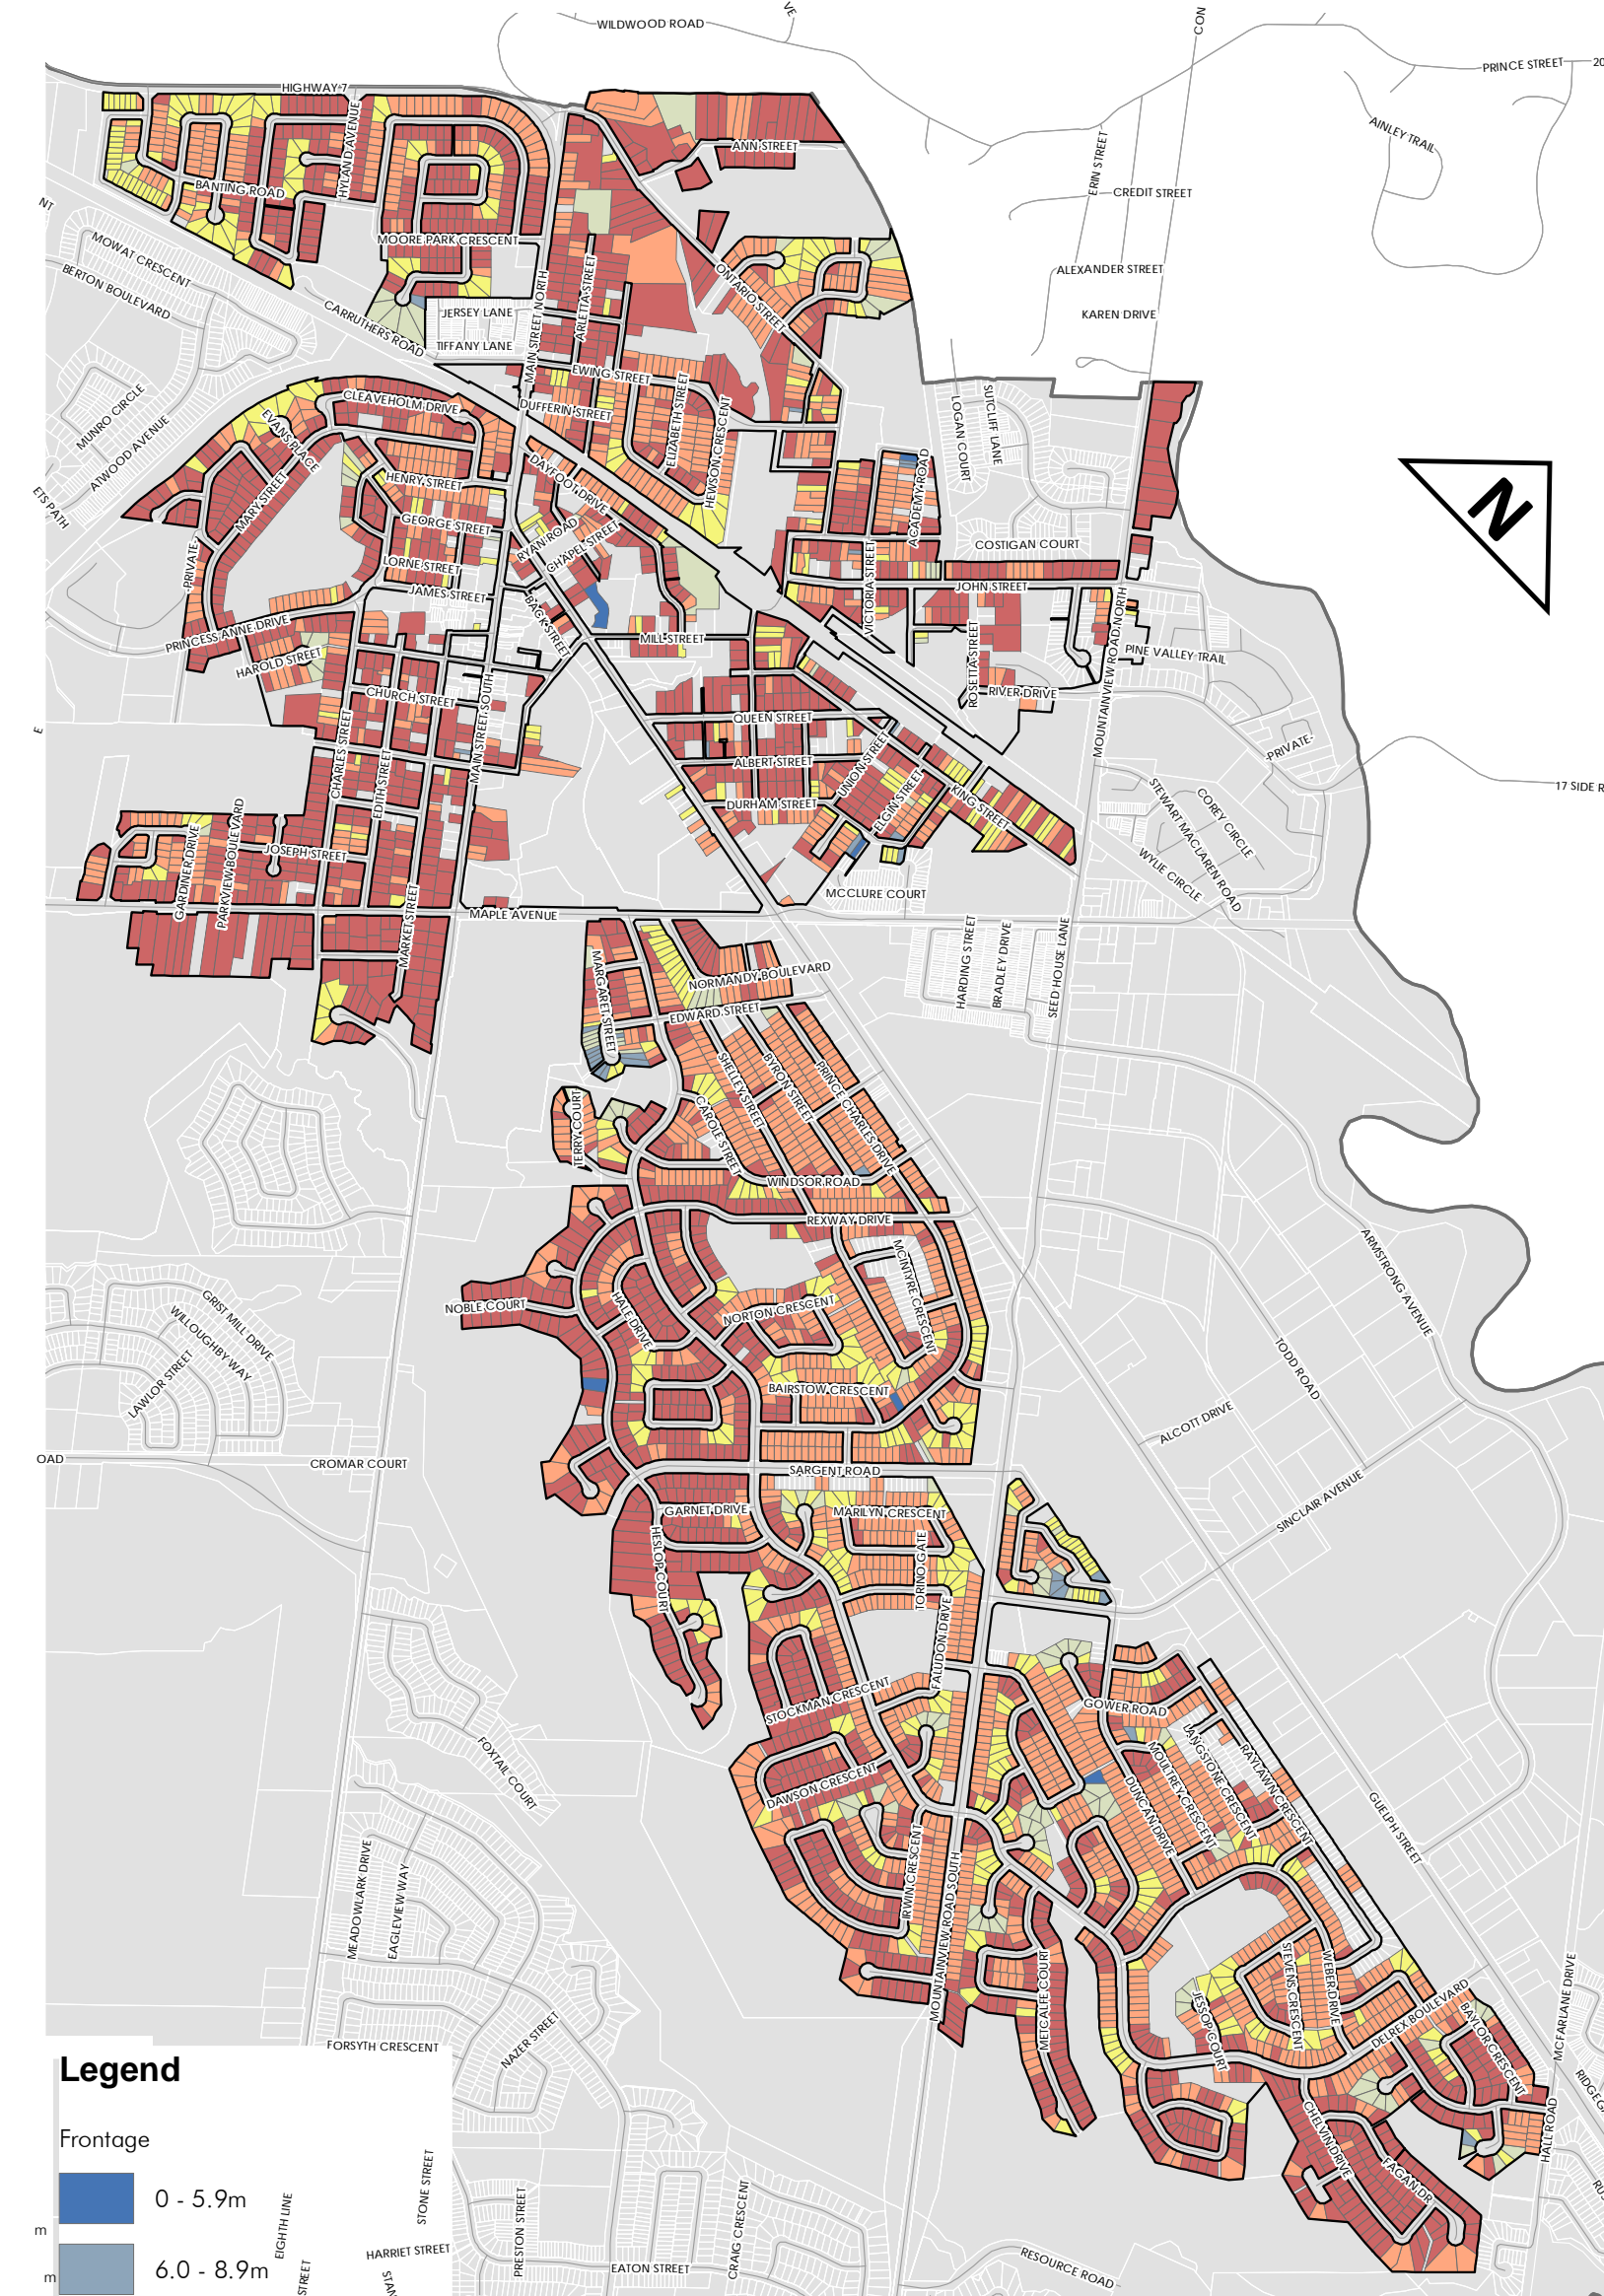 WILDWOOD ROAD
VE
CON
PRINCE STREET
20
HIGHWAY 7
HYLAND AVENUE
ANN STREET
ERIN STREET
AINLEY TRAIL
BANTING ROAD
CREDIT STREET
NT
MOWAT CRESCENT
MOORE PARK CRESCENT
BERTON BOULEVARD
ARLETTA STREET
ONTARIO STREET
ALEXANDER STREET
CARRUTHERS ROAD
JERSEY LANE
MAIN STREET NORTH
KAREN DRIVE
TIFFANY LANE
EWING STREET
MUNRO CIRCLE
CLEAVEHOLM DRIVE
DUFFERIN STREET
ELIZABETH STREET
HEWSON CRESCENT
LOGAN COURT
SUTCLIFF LANE
ATWOOD AVENUE
EVANS PLACE
HENRY STREET
DAYFOOT DRIVE
ACADEMY ROAD
ETS PATH
MARY STREET
GEORGE STREET
RYAN ROAD
CHAPEL STREET
COSTIGAN COURT
PRIVATE
LORNE STREET
JAMES STREET
VICTORIA STREET
JOHN STREET
BACK STREET
PRINCESS ANNE DRIVE
MILL STREET
HAROLD STREET
ROSETTA STREET
PINE VALLEY TRAIL
MOUNTAINVIEW ROAD NORTH
CHURCH STREET
RIVER DRIVE
E
QUEEN STREET
CHARLES STREET
MAIN STREET SOUTH
PRIVATE
EDITH STREET
ALBERT STREET
UNION STREET
17 SIDE R
DURHAM STREET
ELGIN STREET
KING STREET
STEWART MACLAREN ROAD
COREY CIRCLE
GARDINER DRIVE
PARKVIEW BOULEVARD
JOSEPH STREET
WYLIE CIRCLE
MCCLURE COURT
MARKET STREET
MAPLE AVENUE
MARGARET STREET
NORMANDY BOULEVARD
HARDING STREET
BRADLEY DRIVE
SEED HOUSE LANE
EDWARD STREET
SHELLEY STREET
BYRON STREET
PRINCE CHARLES DRIVE
TERRY COURT
CAROLE STREET
WINDSOR ROAD
REXWAY DRIVE
MCINTYRE CRESCENT
ARMSTRONG AVENUE
NOBLE COURT
HALE DRIVE
NORTON CRESCENT
GRIST MILL DRIVE
WILLOUGHBY WAY
LAWLOR STREET
TODD ROAD
BAIRSTOW CRESCENT
ALCOTT DRIVE
OAD
CROMAR COURT
SARGENT ROAD
SINCLAIR AVENUE
GARNET DRIVE
MARILYN CRESCENT
HESLOP COURT
TORINO GATE
FALUDON DRIVE
STOCKMAN CRESCENT
GOWER ROAD
FOXTAIL COURT
LANGSTONE CRESCENT
RAYLAWN CRESCENT
MOULTREY CRESCENT
DAWSON CRESCENT
DUNCAN DRIVE
GUELPH STREET
IRWIN CRESCENT
MEADOWLARK DRIVE
EAGLEVIEW WAY
MOUNTAINVIEW ROAD SOUTH
METCALFE COURT
STEVENS CRESCENT
WEBER DRIVE
JESSOP COURT
DELREX BOULEVARD
BAYLOR CRESCENT
MCFARLANE DRIVE
FORSYTH CRESCENT
NAZER STREET
RIDGEG
CHELVIN DRIVE
FAGAN DR
HALL ROAD
RUS
Legend
Frontage
0 - 5.9m
6.0 - 8.9m
m
m
EIGHTH LINE
STONE STREET
STREET
HARRIET STREET
STAN
PRESTON STREET
EATON STREET
CRAIG CRESCENT
RESOURCE ROAD
N